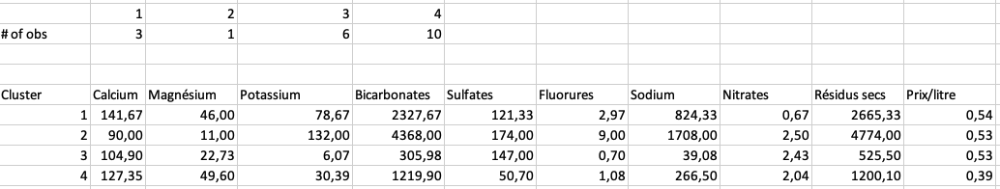 1 2 3 4
# of obs 3 1 6 10
Cluster Calcium Magnésium Potassium Bicarbonates Sulfates Fluorures Sodium Nitrates Résidus secs Prix/litre
1 141,67 46,00 78,67 2327,67 121,33 2,97 824,33 0,67 2665,33 0,54
2 90,00 11,00 132,00 4368,00 174,00 9,00 1708,00 2,50 4774,00 0,53
3 104,90 22,73 6,07 305,98 147,00 0,70 39,08 2,43 525,50 0,53
4 127,35 49,60 30,39 1219,90 50,70 1,08 266,50 2,04 1200,10 0,39